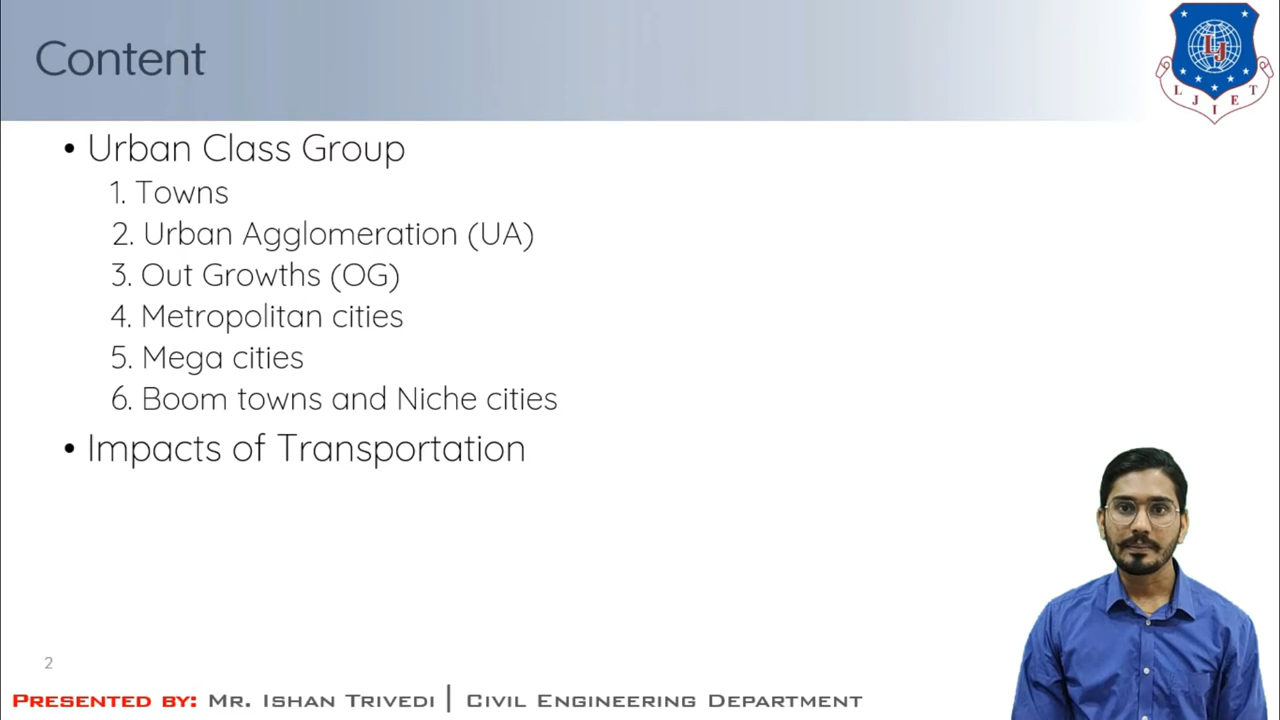 Content
• Urban Class Group
1. Towns
2. Urban Agglomeration (UA)
3. Out Growths (OG)
4. Metropolitan cities
5. Mega cities
6. Boom towns and Niche cities
• Impacts of Transportation
LJ
LJIET
2
PRESENTED BY: MR. ISHAN TRIVEDI | CIVIL ENGINEERING DEPARTMENT